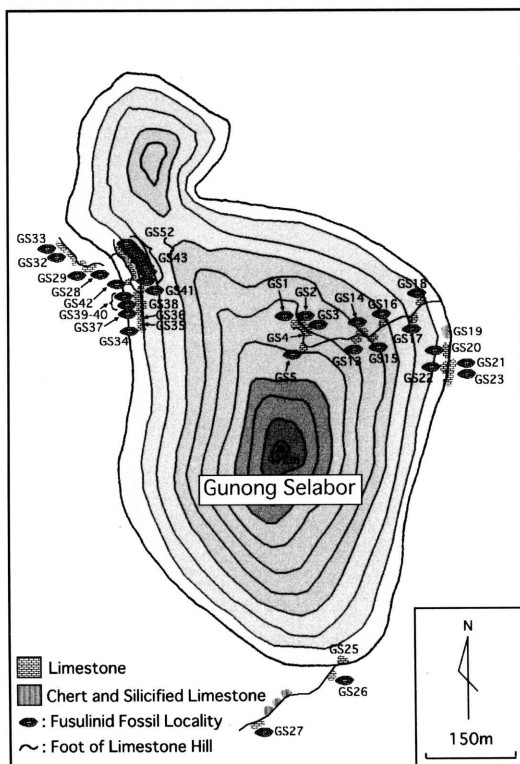 GS52
GS33
GS43
GS32
GS29
GS41
GS28
GS42
GS38
GS39-40
GS36
GS37
GS35
GS34
GS1
GS2
GS3
GS4
GS5
GS14
GS16
GS18
GS13
GS15
GS17
GS19
GS20
GS21
GS22
GS23
Gunong Selabor
GS25
GS26
GS27
Limestone
Chert and Silicified Limestone
: Fusulinid Fossil Locality
: Foot of Limestone Hill
N
150m